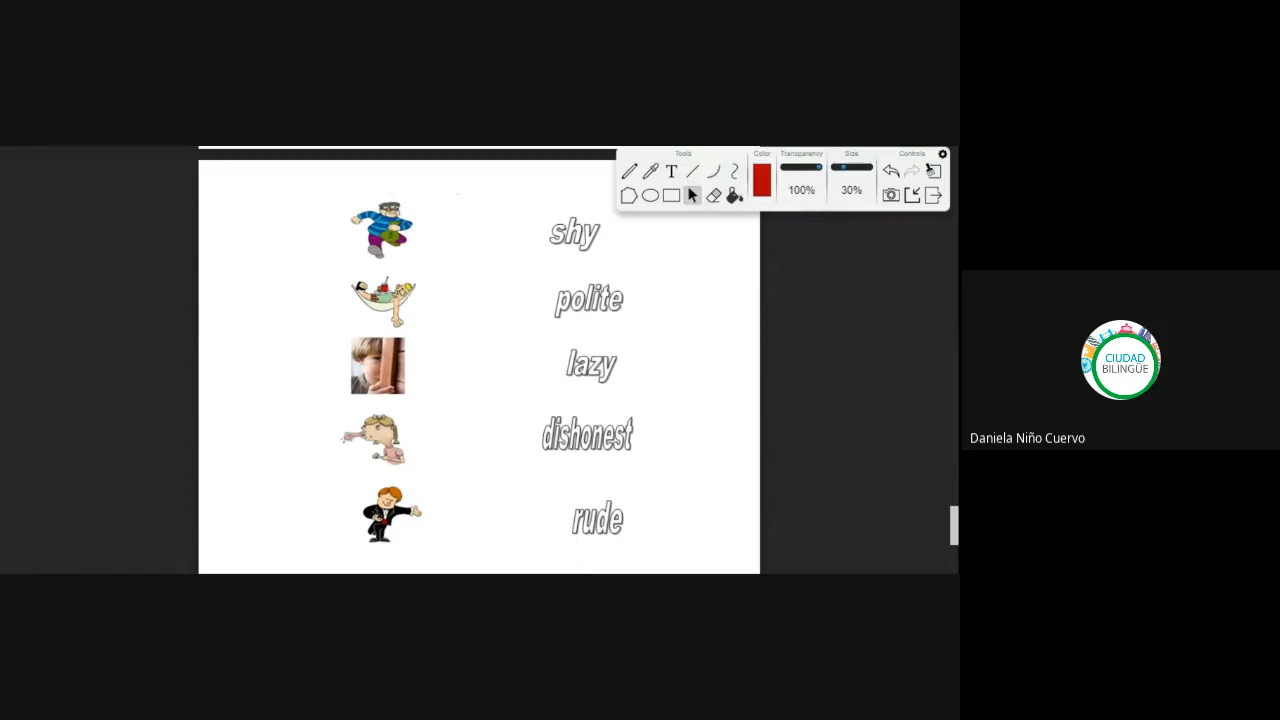 Tools Color Transparency Size Controls
T
100% 30%
shy
polite
lazy
dishonest
rude
CIUDAD
BILINGÜE
Daniela Niño Cuervo